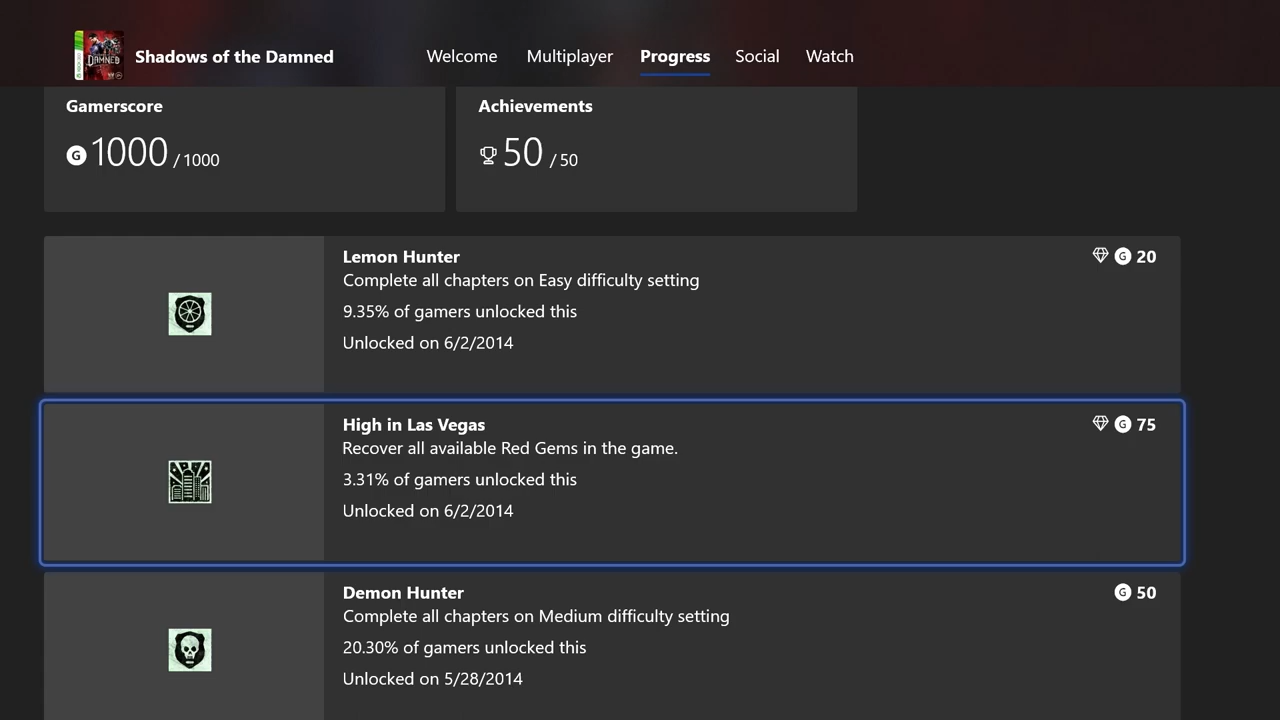 DAMNED
Shadows of the Damned
Welcome
Multiplayer
Progress
Social
Watch
Gamerscore
G 1000 / 1000
Achievements
50 / 50
Lemon Hunter
G 20
Complete all chapters on Easy difficulty setting
9.35% of gamers unlocked this
Unlocked on 6/2/2014
High in Las Vegas
G 75
Recover all available Red Gems in the game.
3.31% of gamers unlocked this
Unlocked on 6/2/2014
Demon Hunter
G 50
Complete all chapters on Medium difficulty setting
20.30% of gamers unlocked this
Unlocked on 5/28/2014